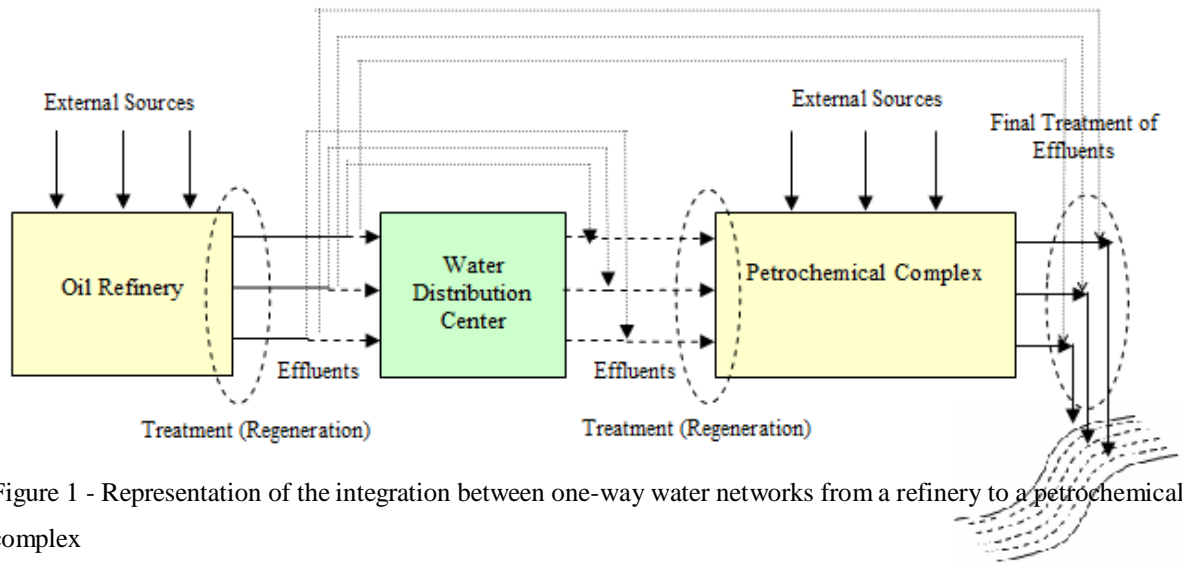 External Sources
External Sources
Final Treatment of
Effluents
Oil Refinery
Water
Distribution
Center
Petrochemical Complex
Effluents
Effluents
Treatment (Regeneration)
Treatment (Regeneration)
Figure 1 - Representation of the integration between one-way water networks from a refinery to a petrochemical
complex